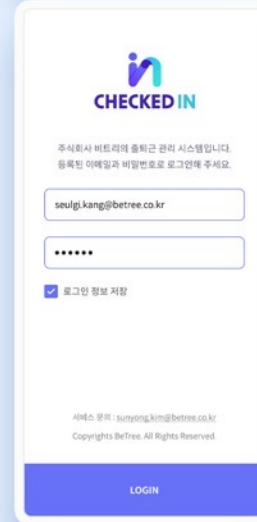 in
CHECKED IN
주식회사 비트리의 출퇴근 관리 시스템입니다.
등록된 이메일과 비밀번호로 로그인해 주세요.
seulgi.kang@betree.co.kr
••••••
로그인 정보 저장
서비스 문의 : sunyong.kim@betree.co.kr
Copyrights BeTree. All Rights Reserved.
LOGIN